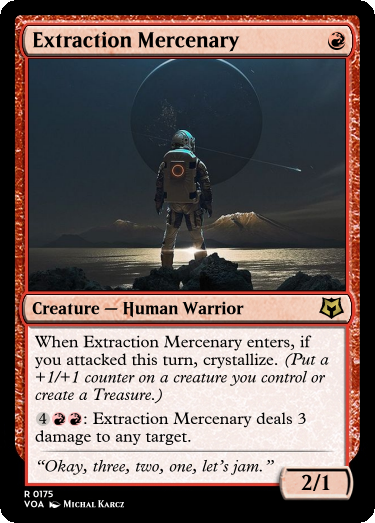 Extraction Mercenary
Creature — Human Warrior
When Extraction Mercenary enters, if
you attacked this turn, crystallize. (Put a
+1/+1 counter on a creature you control or
create a Treasure.)
4: Extraction Mercenary deals 3
damage to any target.
“Okay, three, two, one, let’s jam.”
2/1
R 0175
VOA Michal Karcz